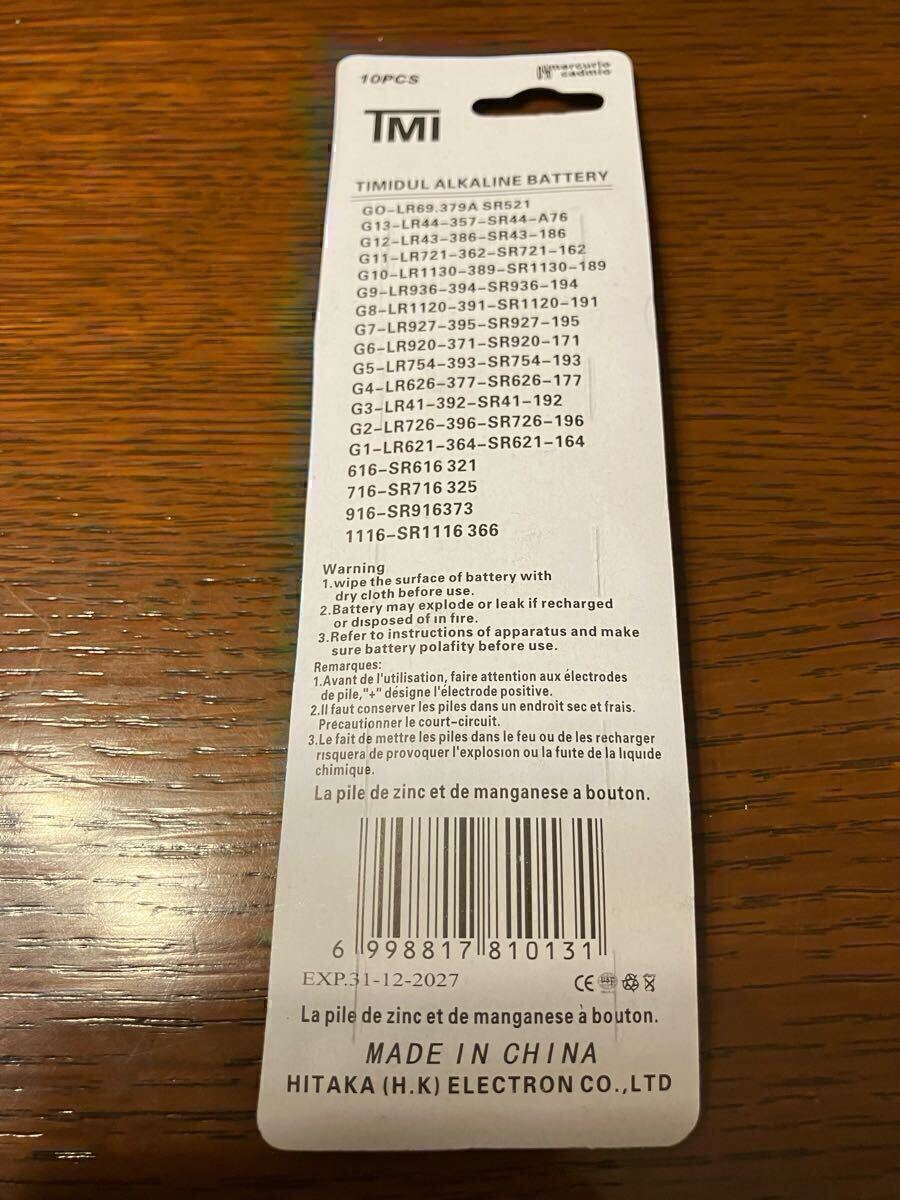 10PCS
mercurio
cadmio
TMI
TIMIDUL ALKALINE BATTERY
GO-LR69.379A SR521
G13-LR44-357-SR44-A76
G12-LR43-386-SR43-186
G11-LR721-362-SR721-162
G10-LR1130-389-SR1130-189
G9-LR936-394-SR936-194
G8-LR1120-391-SR1120-191
G7-LR927-395-SR927-195
G6-LR920-371-SR920-171
G5-LR754-393-SR754-193
G4-LR626-377-SR626-177
G3-LR41-392-SR41-192
G2-LR726-396-SR726-196
G1-LR621-364-SR621-164
616-SR616 321
716-SR716 325
916-SR916373
1116-SR1116 366
Warning
1.wipe the surface of battery with
dry cloth before use.
2.Battery may explode or leak if recharged
or disposed of in fire.
3.Refer to instructions of apparatus and make
sure battery polafity before use.
Remarques:
1.Avant de l'utilisation, faire attention aux électrodes
de pile,"+" désigne l'électrode positive.
2.Il faut conserver les piles dans un endroit sec et frais.
Précautionner le court-circuit.
3.Le fait de mettre les piles dans le feu ou de les recharger
risquera de provoquer l'explosion ou la fuite de la liquide
chimique.
La pile de zinc et de manganese a bouton.
6 998817 810131
EXP.31-12-2027
CE
La pile de zinc et de manganese à bouton.
MADE IN CHINA
HITAKA (H.K) ELECTRON CO.,LTD